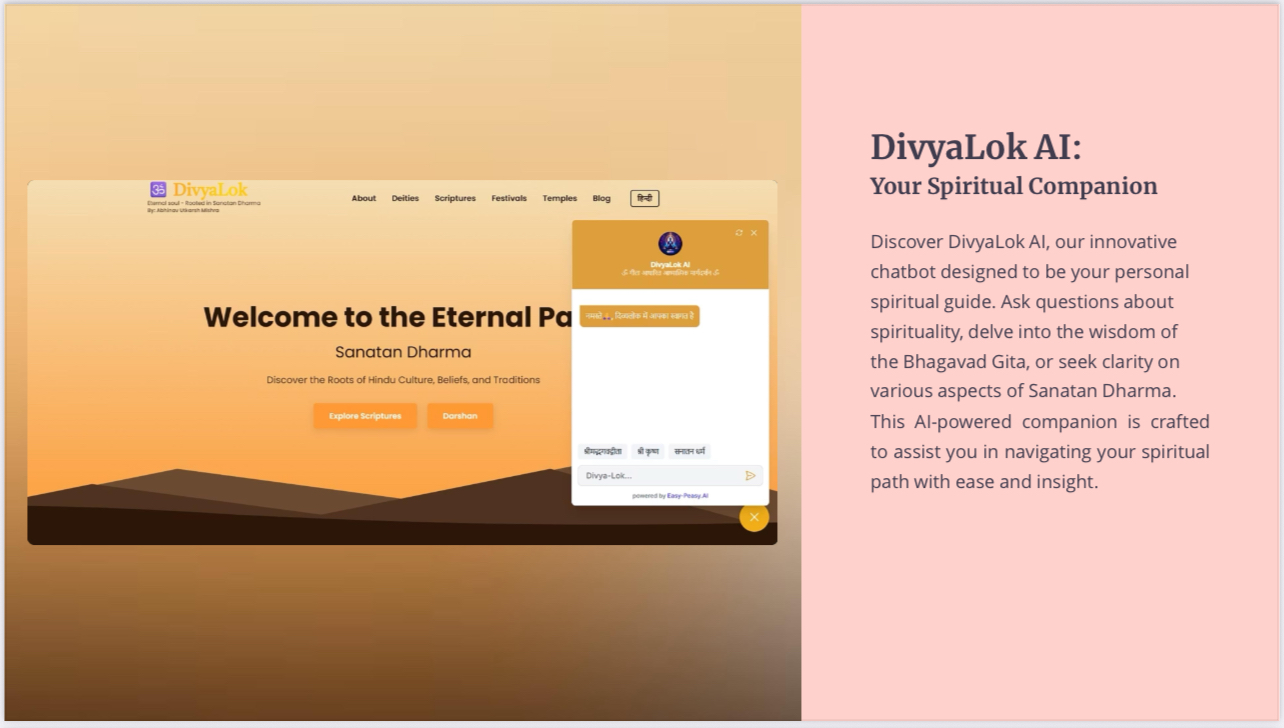 ॐ DivyaLok
Eternal soul - Rooted in Sanatan Dharma
By: Abhinav Utkarsh Mishra
About Deities Scriptures Festivals Temples Blog हिन्दी
DivyaLok AI
ॐ गीता आधारित आध्यात्मिक मार्गदर्शन ॐ
Welcome to the Eternal Pa
नमस्ते 🙏, दिव्यलोक में आपका स्वागत है
Sanatan Dharma
Discover the Roots of Hindu Culture, Beliefs, and Traditions
Explore Scriptures Darshan
श्रीमद्भगवद्गीता श्री कृष्ण सनातन धर्म
Divya-Lok...
powered by Easy-Peasy.AI
DivyaLok AI:
Your Spiritual Companion
Discover DivyaLok AI, our innovative
chatbot designed to be your personal
spiritual guide. Ask questions about
spirituality, delve into the wisdom of
the Bhagavad Gita, or seek clarity on
various aspects of Sanatan Dharma.
This AI-powered companion is crafted
to assist you in navigating your spiritual
path with ease and insight.